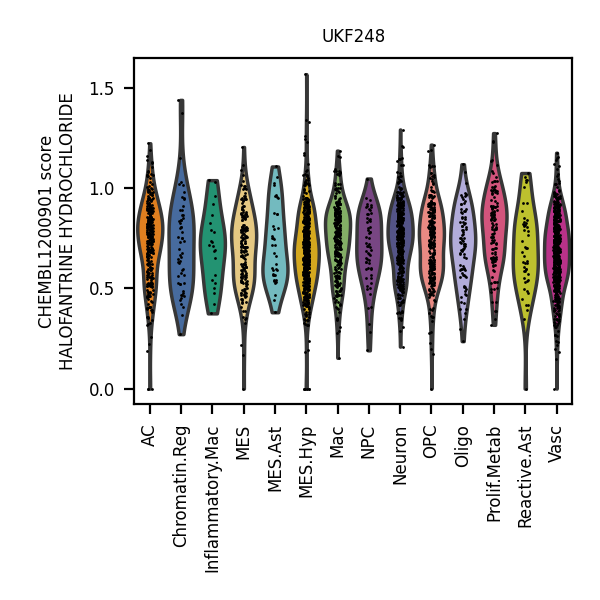 UKF248
CHEMBL1200901 score
HALOFANTRINE HYDROCHLORIDE
1.5
1.0
0.5
0.0
AC
Chromatin.Reg
Inflammatory.Mac
MES
MES.Ast
MES.Hyp
Mac
NPC
Neuron
OPC
Oligo
Prolif.Metab
Reactive.Ast
Vasc